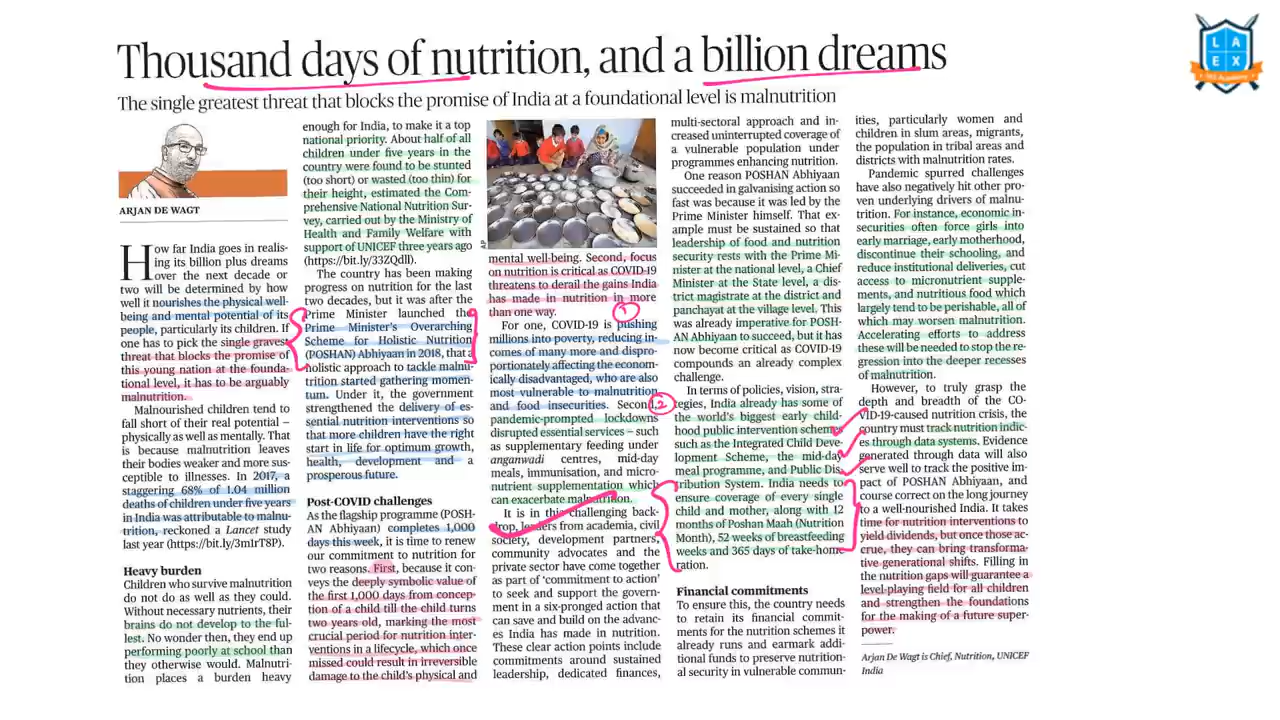 Thousand days of nutrition, and a billion dreams
The single greatest threat that blocks the promise of India at a foundational level is malnutrition
L A
E X
IAS Academy
ARJAN DE WAGT
How far India goes in realis-
ing its billion plus dreams
over the next decade or
two will be determined by how
well it nourishes the physical well-
being and mental potential of its
people, particularly its children. If
one has to pick the single gravest
threat that blocks the promise of
this young nation at the founda-
tional level, it has to be arguably
malnutrition.
Malnourished children tend to
fall short of their real potential –
physically as well as mentally. That
is because malnutrition leaves
their bodies weaker and more sus-
ceptible to illnesses. In 2017, a
staggering 68% of 1.04 million
deaths of children under five years
in India was attributable to malnu-
trition, reckoned a Lancet study
last year (https://bit.ly/3m1rT8P).
Heavy burden
Children who survive malnutrition
do not do as well as they could.
Without necessary nutrients, their
brains do not develop to the ful-
lest. No wonder then, they end up
performing poorly at school than
they otherwise would. Malnutri-
tion places a burden heavy
enough for India, to make it a top
national priority. About half of all
children under five years in the
country were found to be stunted
(too short) or wasted (too thin) for
their height, estimated the Com-
prehensive National Nutrition Sur-
vey, carried out by the Ministry of
Health and Family Welfare with
support of UNICEF three years ago
(https://bit.ly/33ZQdll).
The country has been making
progress on nutrition for the last
two decades, but it was after the
Prime Minister launched the
Prime Minister's Overarching
Scheme for Holistic Nutrition
(POSHAN) Abhiyaan in 2018, that a
holistic approach to tackle malnu-
trition started gathering momen-
tum. Under it, the government
strengthened the delivery of es-
sential nutrition interventions so
that more children have the right
start in life for optimum growth,
health, development and a
prosperous future.
Post-COVID challenges
As the flagship programme (POSH-
AN Abhiyaan) completes 1,000
days this week, it is time to renew
our commitment to nutrition for
two reasons. First, because it con-
veys the deeply symbolic value of
the first 1,000 days from concep-
tion of a child till the child turns
two years old, marking the most
crucial period for nutrition inter-
ventions in a lifecycle, which once
missed could result in irreversible
damage to the child's physical and
AP
mental well-being. Second, focus
on nutrition is critical as COVID-19
threatens to derail the gains India
has made in nutrition in more
than one way.
1
For one, COVID-19 is pushing
millions into poverty, reducing in-
comes of many more and dispro-
portionately affecting the econom-
ically disadvantaged, who are also
most vulnerable to malnutrition
and food insecurities. Second,
2
pandemic-prompted lockdowns
disrupted essential services – such
as supplementary feeding under
anganwadi centres, mid-day
meals, immunisation, and micro-
nutrient supplementation which
can exacerbate malnutrition.
It is in this challenging back-
drop, leaders from academia, civil
society, development partners,
community advocates and the
private sector have come together
as part of 'commitment to action'
to seek and support the govern-
ment in a six-pronged action that
can save and build on the advanc-
es India has made in nutrition.
These clear action points include
commitments around sustained
leadership, dedicated finances,
multi-sectoral approach and in-
creased uninterrupted coverage of
a vulnerable population under
programmes enhancing nutrition.
One reason POSHAN Abhiyaan
succeeded in galvanising action so
fast was because it was led by the
Prime Minister himself. That ex-
ample must be sustained so that
leadership of food and nutrition
security rests with the Prime Mi-
nister at the national level, a Chief
Minister at the State level, a dis-
trict magistrate at the district and
panchayat at the village level. This
was already imperative for POSH-
AN Abhiyaan to succeed, but it has
now become critical as COVID-19
compounds an already complex
challenge.
In terms of policies, vision, stra-
tegies, India already has some of
the world's biggest early child-
hood public intervention schemes
such as the Integrated Child Deve-
lopment Scheme, the mid-day
meal programme, and Public Dis-
tribution System. India needs to
ensure coverage of every single
child and mother, along with 12
months of Poshan Maah (Nutrition
Month), 52 weeks of breastfeeding
weeks and 365 days of take-home
ration.
Financial commitments
To ensure this, the country needs
to retain its financial commit-
ments for the nutrition schemes it
already runs and earmark addi-
tional funds to preserve nutrition-
al security in vulnerable commun-
ities, particularly women and
children in slum areas, migrants,
the population in tribal areas and
districts with malnutrition rates.
Pandemic spurred challenges
have also negatively hit other pro-
ven underlying drivers of malnu-
trition. For instance, economic in-
securities often force girls into
early marriage, early motherhood,
discontinue their schooling, and
reduce institutional deliveries, cut
access to micronutrient supple-
ments, and nutritious food which
largely tend to be perishable, all of
which may worsen malnutrition.
Accelerating efforts to address
these will be needed to stop the re-
gression into the deeper recesses
of malnutrition.
However, to truly grasp the
depth and breadth of the CO-
VID-19-caused nutrition crisis, the
country must track nutrition indic-
es through data systems. Evidence
generated through data will also
serve well to track the positive im-
pact of POSHAN Abhiyaan, and
course correct on the long journey
to a well-nourished India. It takes
time for nutrition interventions to
yield dividends, but once those ac-
crue, they can bring transforma-
tive generational shifts. Filling in
the nutrition gaps will guarantee a
level-playing field for all children
and strengthen the foundations
for the making of a future super-
power.
Arjan De Wagt is Chief, Nutrition, UNICEF
India